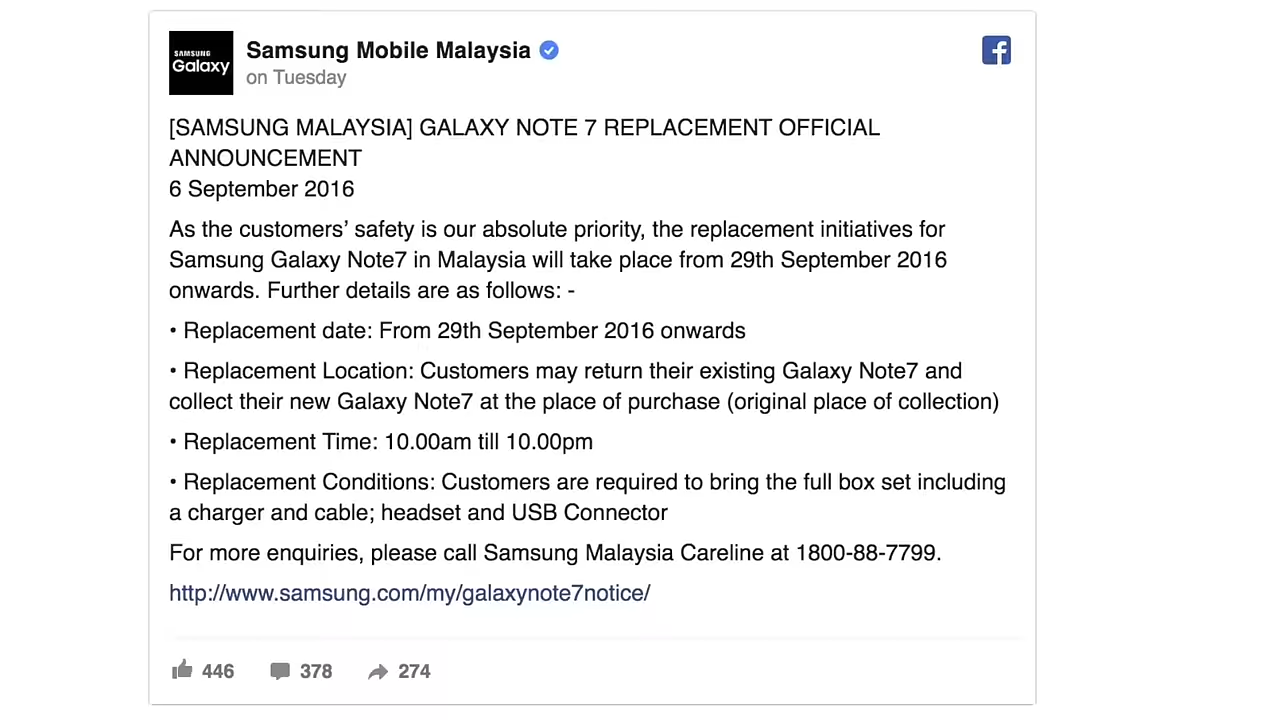 SAMSUNG
Galaxy
Samsung Mobile Malaysia
on Tuesday
[SAMSUNG MALAYSIA] GALAXY NOTE 7 REPLACEMENT OFFICIAL
ANNOUNCEMENT
6 September 2016
As the customers’ safety is our absolute priority, the replacement initiatives for
Samsung Galaxy Note7 in Malaysia will take place from 29th September 2016
onwards. Further details are as follows: -
• Replacement date: From 29th September 2016 onwards
• Replacement Location: Customers may return their existing Galaxy Note7 and
collect their new Galaxy Note7 at the place of purchase (original place of collection)
• Replacement Time: 10.00am till 10.00pm
• Replacement Conditions: Customers are required to bring the full box set including
a charger and cable; headset and USB Connector
For more enquiries, please call Samsung Malaysia Careline at 1800-88-7799.
http://www.samsung.com/my/galaxynote7notice/
446 378 274